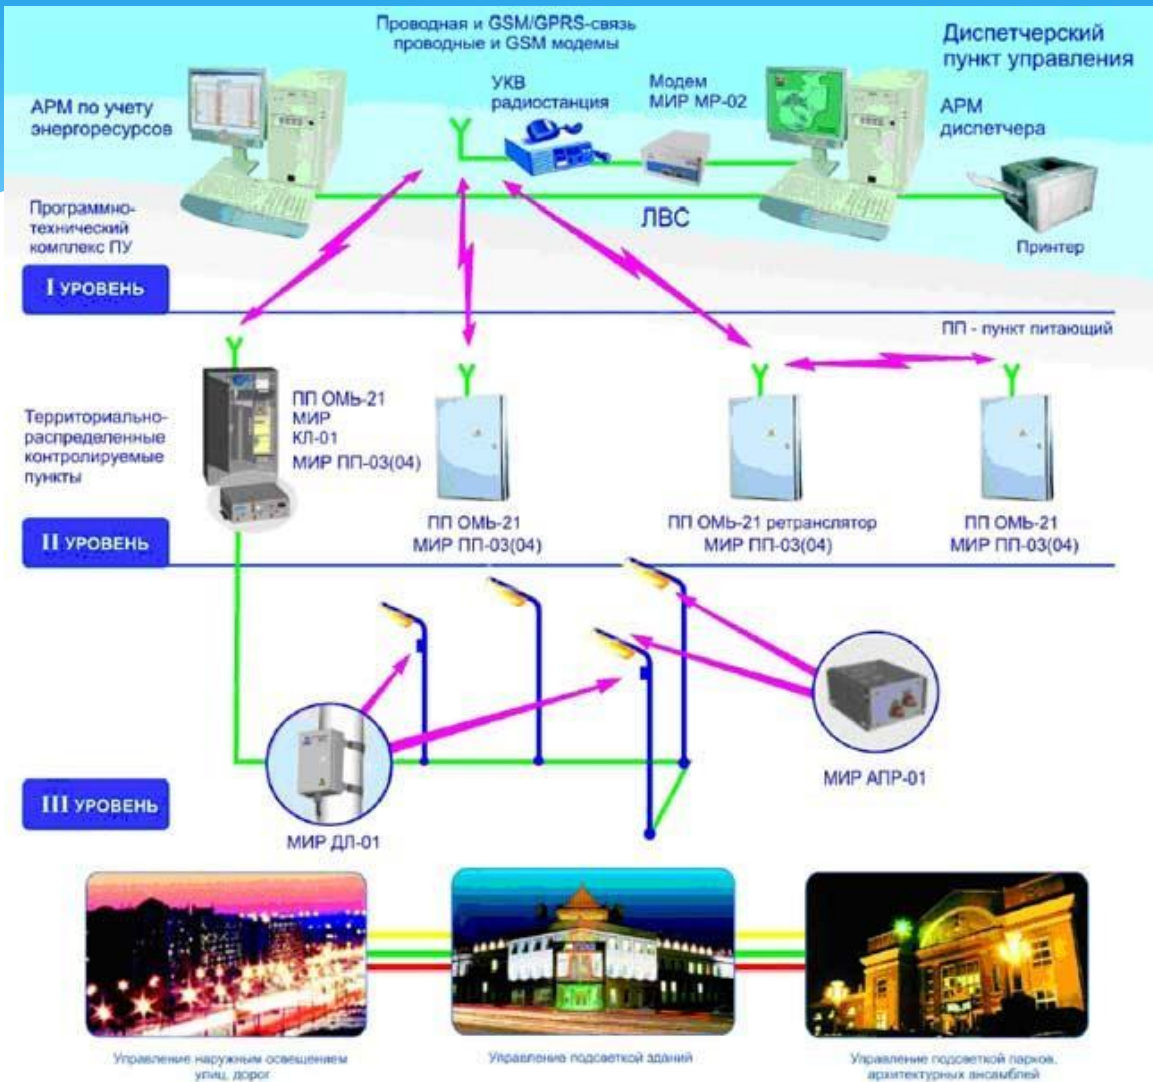 Проводная и GSM/GPRS-связь
проводные и GSM модемы
Диспетчерский
пункт управления
УКВ
радиостанция
Модем
МИР МР-02
АРМ по учету
энергоресурсов
АРМ
диспетчера
Программно-
технический
комплекс ПУ
ЛВС
Принтер
I УРОВЕНЬ
ПП - пункт питающий
Территориально-
распределенные
контролируемые
пункты
ПП ОМЬ-21
МИР
КЛ-01
МИР ПП-03(04)
ПП ОМЬ-21
МИР ПП-03(04)
ПП ОМЬ-21 ретранслятор
МИР ПП-03(04)
ПП ОМЬ-21
МИР ПП-03(04)
II УРОВЕНЬ
МИР АПР-01
III УРОВЕНЬ
МИР ДЛ-01
Управление наружным освещением
улиц, дорог
Управление подсветкой зданий
Управление подсветкой парков,
архитектурных ансамблей